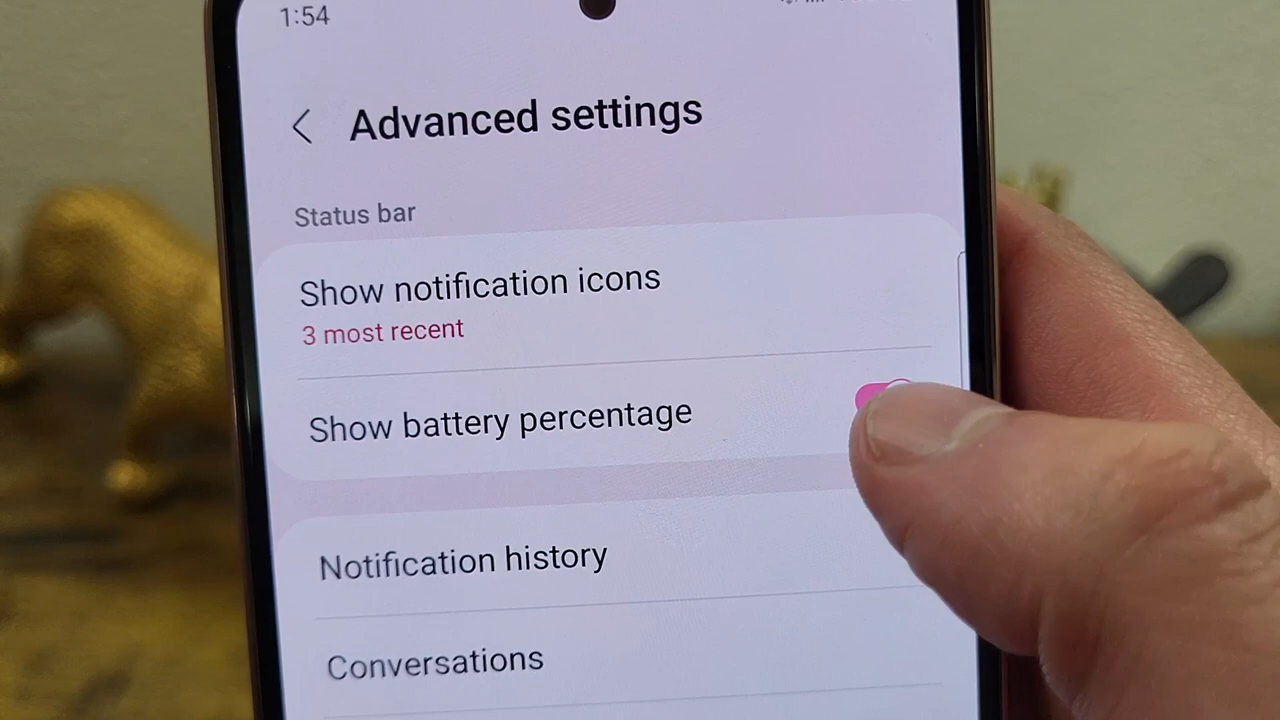 1:54
Advanced settings
Status bar
Show notification icons
3 most recent
Show battery percentage
Notification history
Conversations